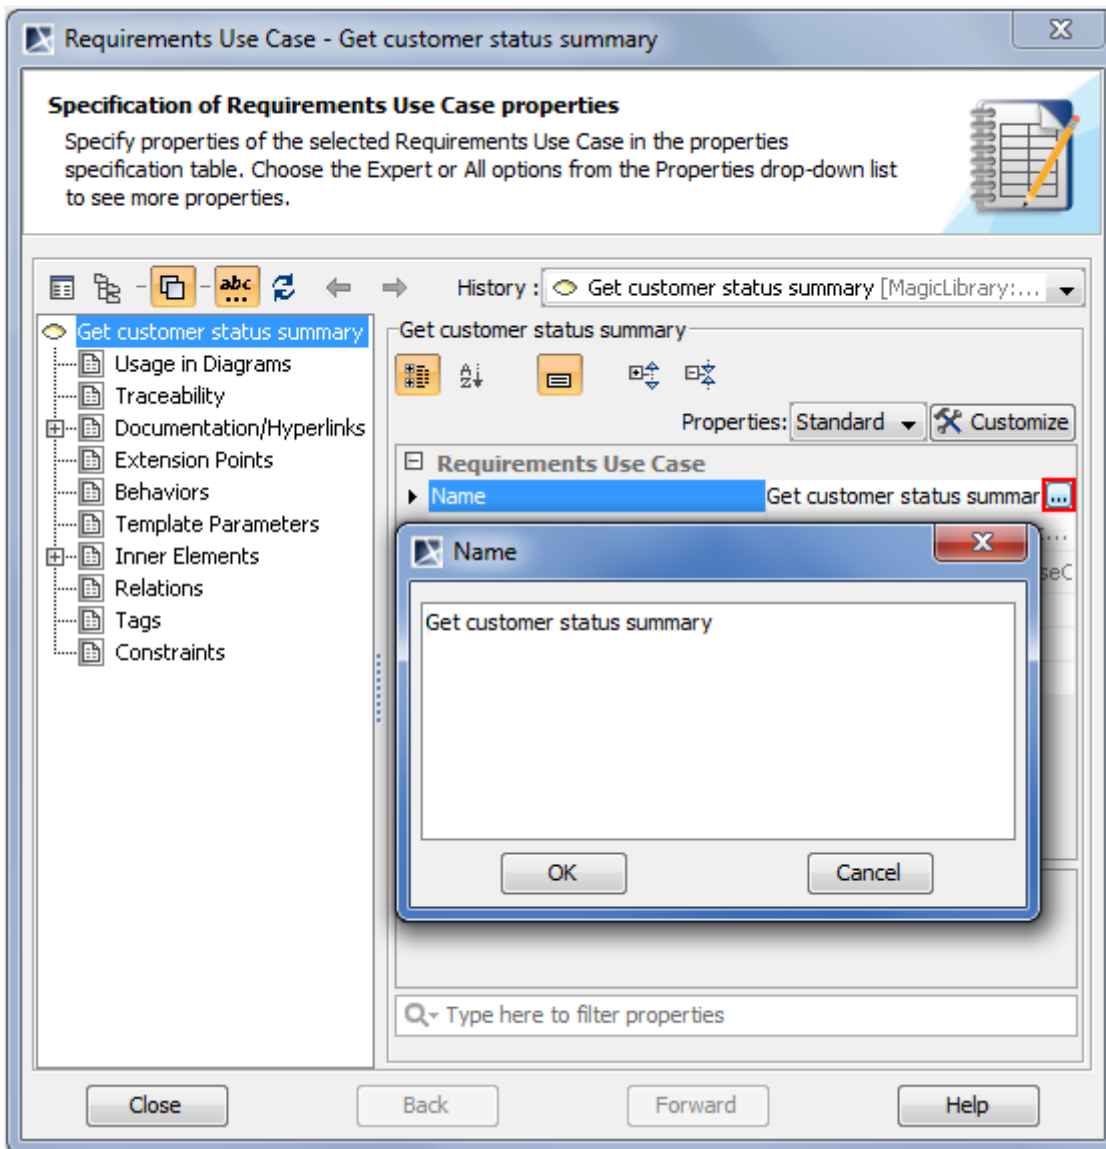 Requirements Use Case - Get customer status summary
Specification of Requirements Use Case properties
Specify properties of the selected Requirements Use Case in the properties
specification table. Choose the Expert or All options from the Properties drop-down list
to see more properties.
abc
...
History : Get customer status summary [MagicLibrary:...
Get customer status summary
Usage in Diagrams
Traceability
Documentation/Hyperlinks
Extension Points
Behaviors
Template Parameters
Inner Elements
Relations
Tags
Constraints
Get customer status summary
A
Z
Properties: Standard Customize
Requirements Use Case
Name Get customer status summar ...
Name
Get customer status summary
OK Cancel
Type here to filter properties
Close Back Forward Help